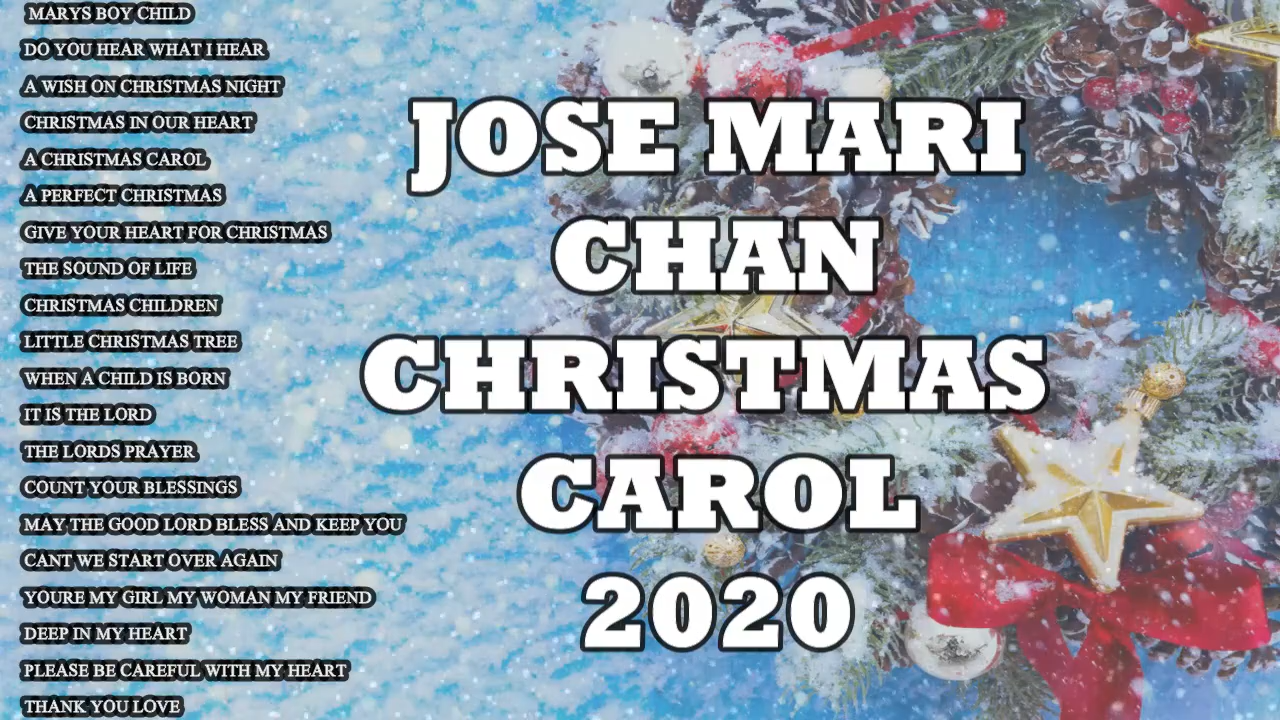 MARYS BOY CHILD
DO YOU HEAR WHAT I HEAR
A WISH ON CHRISTMAS NIGHT
CHRISTMAS IN OUR HEART
A CHRISTMAS CAROL
A PERFECT CHRISTMAS
GIVE YOUR HEART FOR CHRISTMAS
THE SOUND OF LIFE
CHRISTMAS CHILDREN
LITTLE CHRISTMAS TREE
WHEN A CHILD IS BORN
IT IS THE LORD
THE LORDS PRAYER
COUNT YOUR BLESSINGS
MAY THE GOOD LORD BLESS AND KEEP YOU
CANT WE START OVER AGAIN
YOURE MY GIRL MY WOMAN MY FRIEND
DEEP IN MY HEART
PLEASE BE CAREFUL WITH MY HEART
THANK YOU LOVE
JOSE MARI
CHAN
CHRISTMAS
CAROL
2020